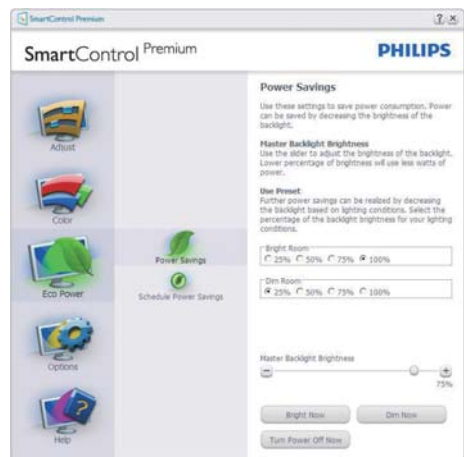 SmartControl Premium
SmartControl Premium
PHILIPS
Adjust
Color
Eco Power
Options
Help
Power Savings
Schedule Power Savings
Power Savings
Use these settings to save power consumption. Power
can be saved by decreasing the brightness of the
backlight.
Master Backlight Brightness
Use the slider to adjust the brightness of the backlight.
Lower percentage of brightness will use less watts of
power.
Use Preset
Further power savings can be realized by decreasing
the backlight based on lighting conditions. Select the
percentage of the backlight brightness for your lighting
conditions.
Bright Room
25% 50% 75% 100%
Dim Room
25% 50% 75% 100%
Master Backlight Brightness
75%
Bright Now Dim Now
Turn Power Off Now